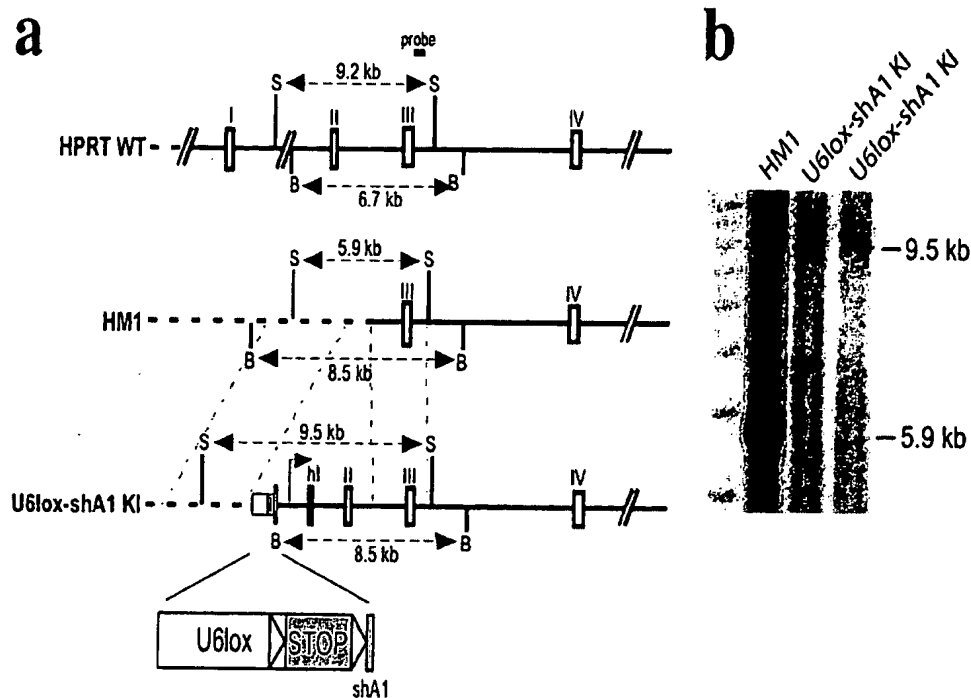 a
probe
S
9.2 kb
S
I
II
III
IV
HPRT WT
B
B
6.7 kb
S
5.9 kb
S
III
IV
HM1
B
B
8.5 kb
S
9.5 kb
S
hI
II
III
IV
U6lox-shA1 KI
B
B
8.5 kb
U6lox
STOP
shA1
b
HM1
U6lox-shA1 KI
U6lox-shA1 KI
9.5 kb
5.9 kb